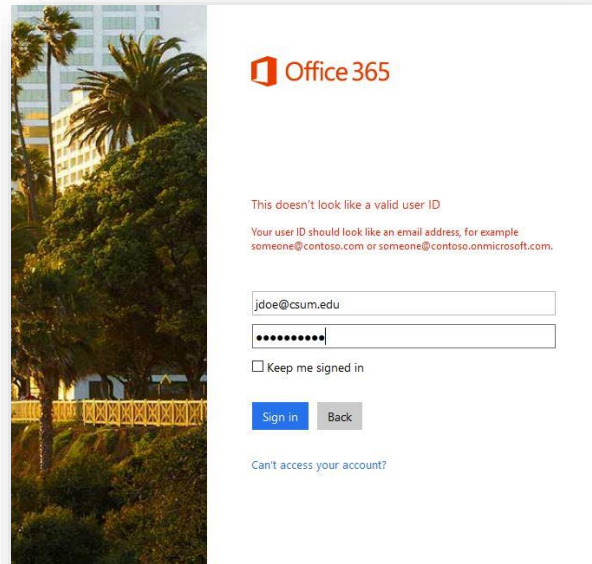 Office 365
This doesn't look like a valid user ID
Your user ID should look like an email address, for example
someone@contoso.com or someone@contoso.onmicrosoft.com.
jdoe@csum.edu
••••••••••
Keep me signed in
Sign in Back
Can't access your account?